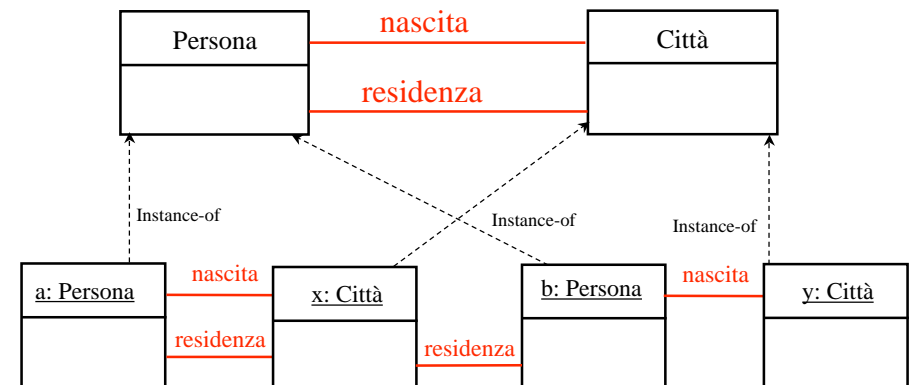 nascita
Persona
Città
residenza
Instance-of
Instance-of
Instance-of
a: Persona
nascita
x: Città
b: Persona
nascita
y: Città
residenza
residenza